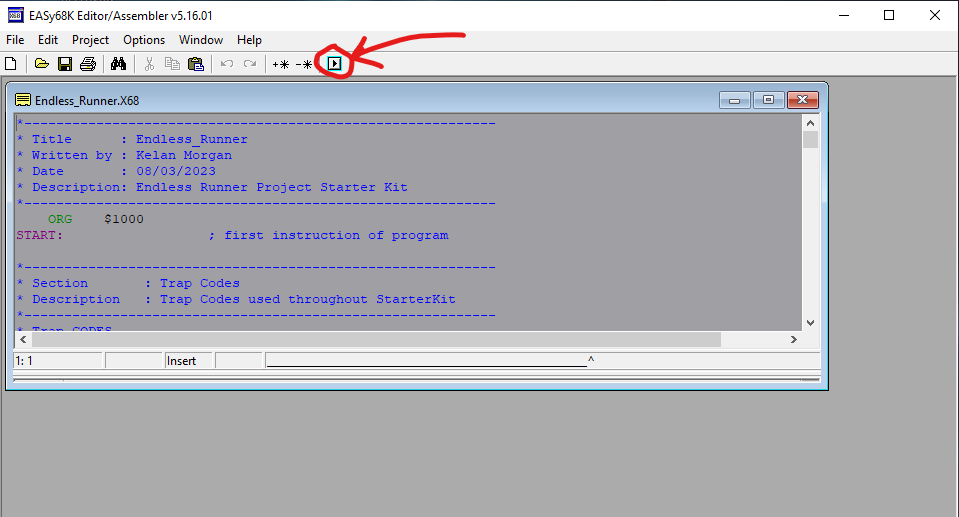 EASy68K Editor/Assembler v5.16.01
File Edit Project Options Window Help
+* -*
Endless_Runner.X68
*----------------------------------------------------------
* Title      : Endless_Runner
* Written by : Kelan Morgan
* Date       : 08/03/2023
* Description: Endless Runner Project Starter Kit
*----------------------------------------------------------
    ORG    $1000
START:                  ; first instruction of program
*----------------------------------------------------------
* Section       : Trap Codes
* Description   : Trap Codes used throughout StarterKit
*----------------------------------------------------------
* Trap CODES
1: 1 Insert ^